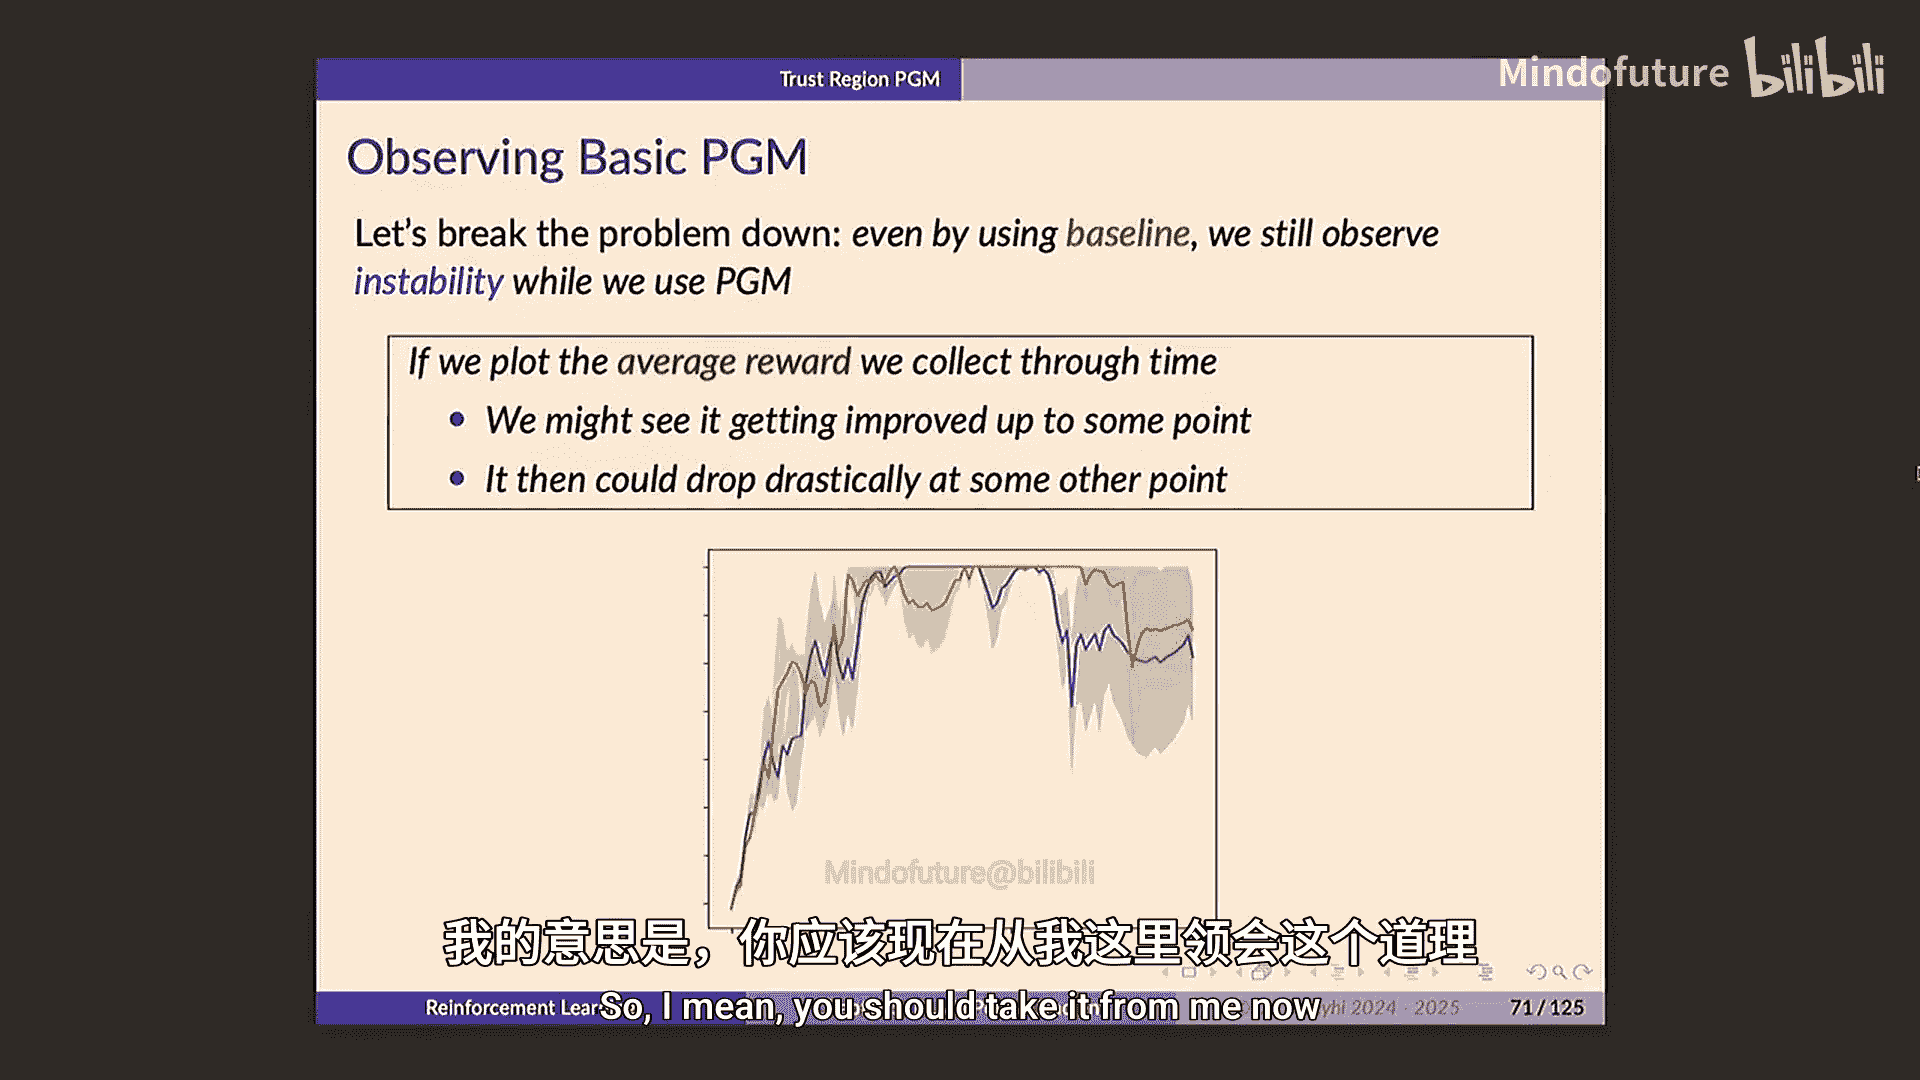 Trust Region PGM
Mindofuture bilibili
Observing Basic PGM
Let's break the problem down: even by using baseline, we still observe
instability while we use PGM
If we plot the average reward we collect through time
• We might see it getting improved up to some point
• It then could drop drastically at some other point
Mindofuture@bilibili
我的意思是，你应该现在从我这里领会这个道理
Reinforcement Lear
So, I mean, you should take it from me now
2024 - 2025
71 / 125